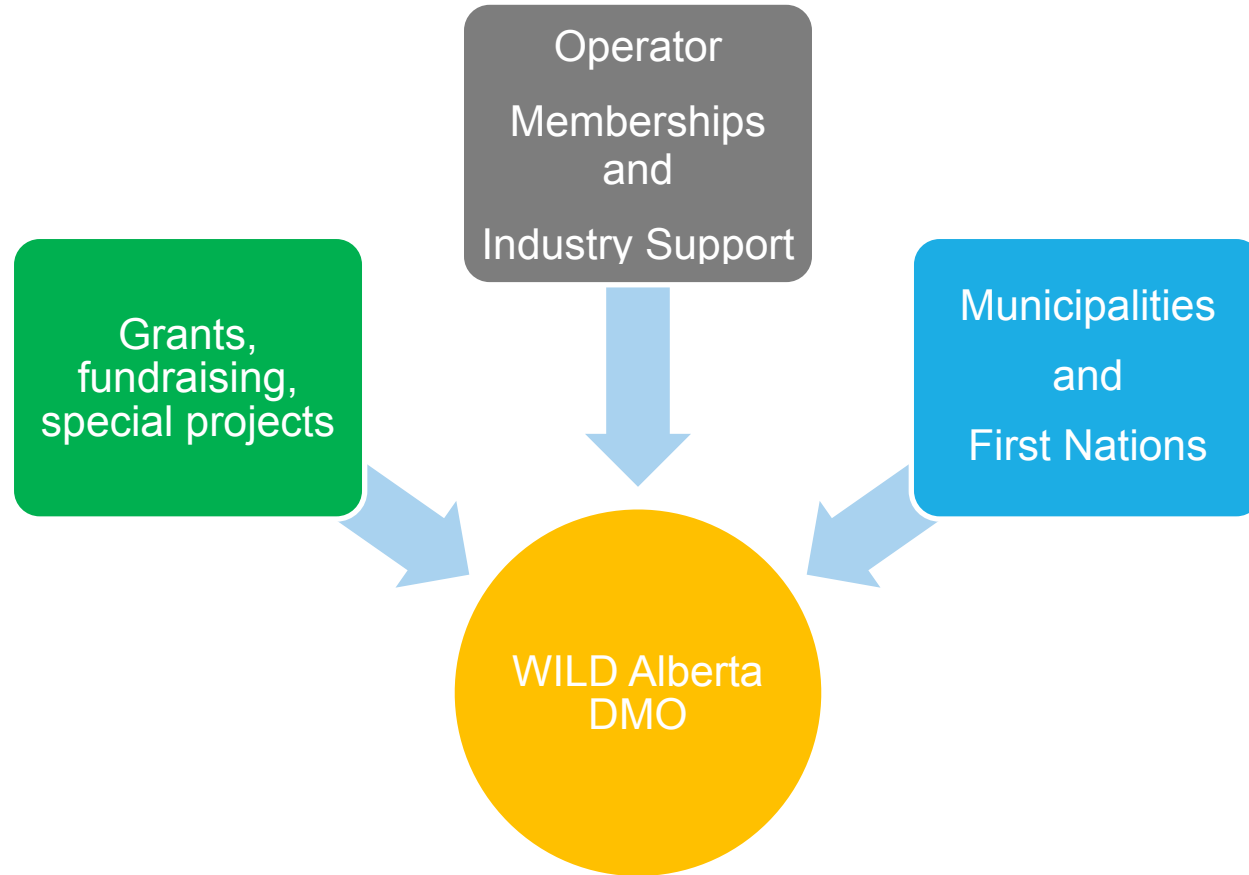 Operator
Memberships
and
Industry Support
Grants,
fundraising,
special projects
Municipalities
and
First Nations
WILD Alberta
DMO